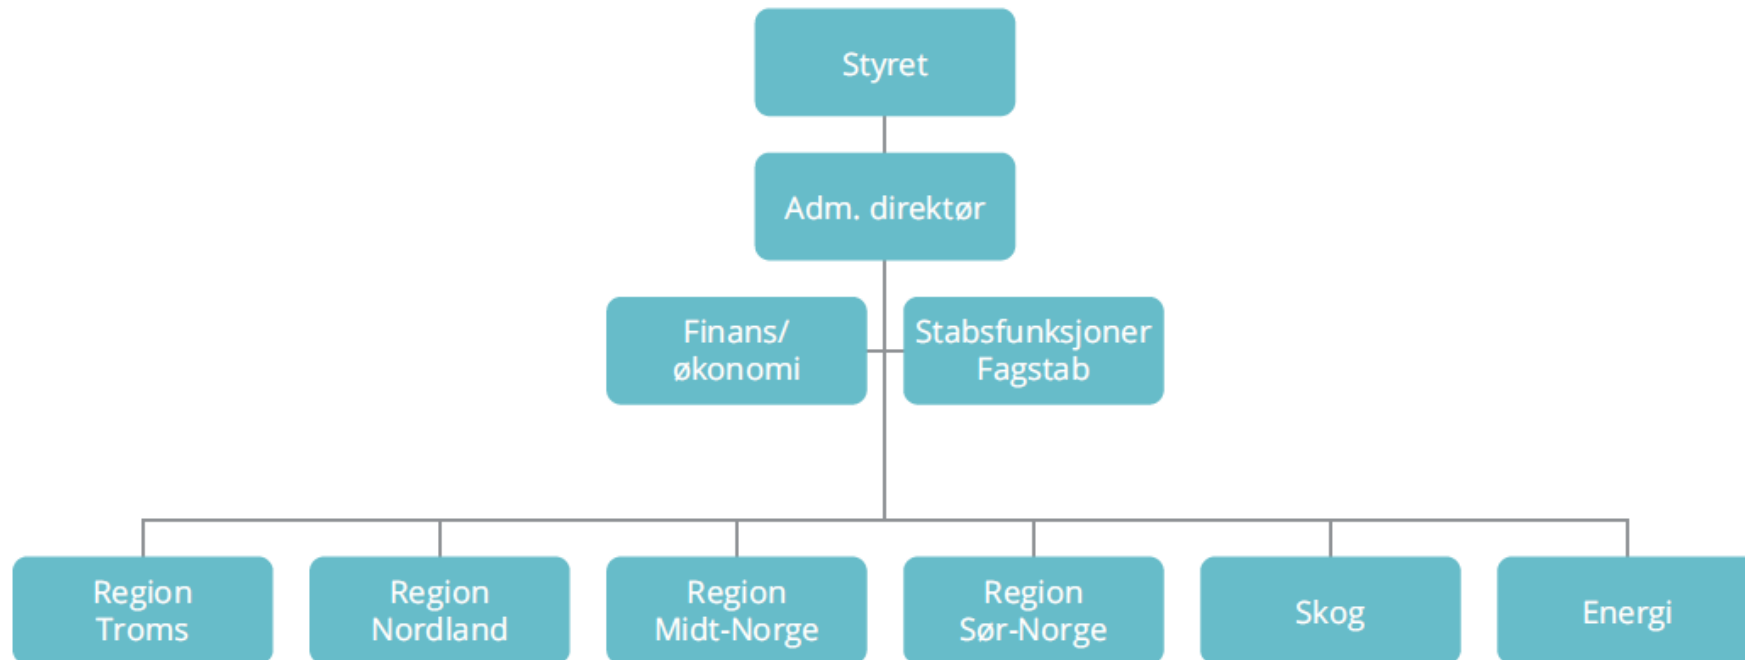 Styret
Adm. direktør
Finans/
økonomi
Stabsfunksjoner
Fagstab
Region
Troms
Region
Nordland
Region
Midt-Norge
Region
Sør-Norge
Skog
Energi